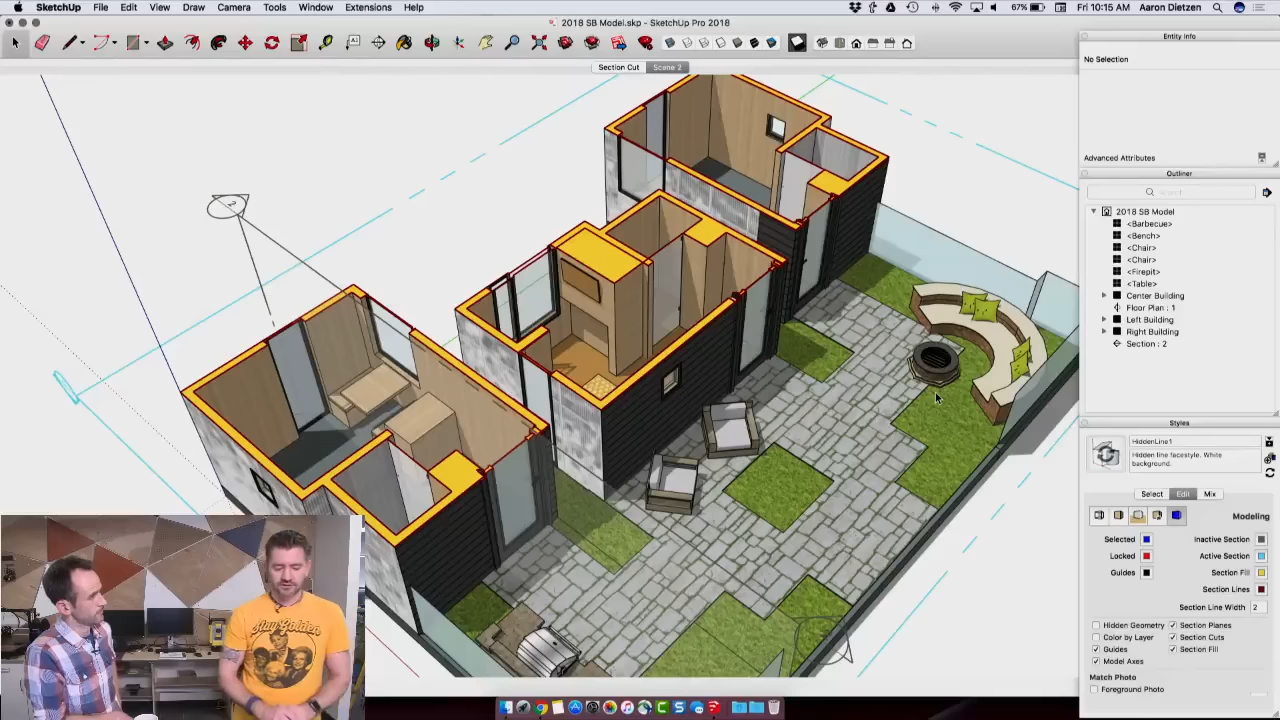 SketchUp File Edit View Draw Camera Tools Window Extensions Help
67% Fri 10:15 AM Aaron Dietzen
2018 SB Model.skp - SketchUp Pro 2018
Section Cut Scene 2
Entity Info
No Selection
Advanced Attributes
Outliner
Search
2018 SB Model
<Barbecue>
<Bench>
<Chair>
<Chair>
<Firepit>
<Table>
Center Building
Floor Plan : 1
Left Building
Right Building
Section : 2
Styles
HiddenLine1
Hidden line facestyle. White
background.
Select Edit Mix
Modeling
Selected Inactive Section
Locked Active Section
Guides Section Fill
Section Lines
Section Line Width 2
Hidden Geometry Section Planes
Color by Layer Section Cuts
Guides Section Fill
Model Axes
Match Photo
Foreground Photo
2
Stay Golden